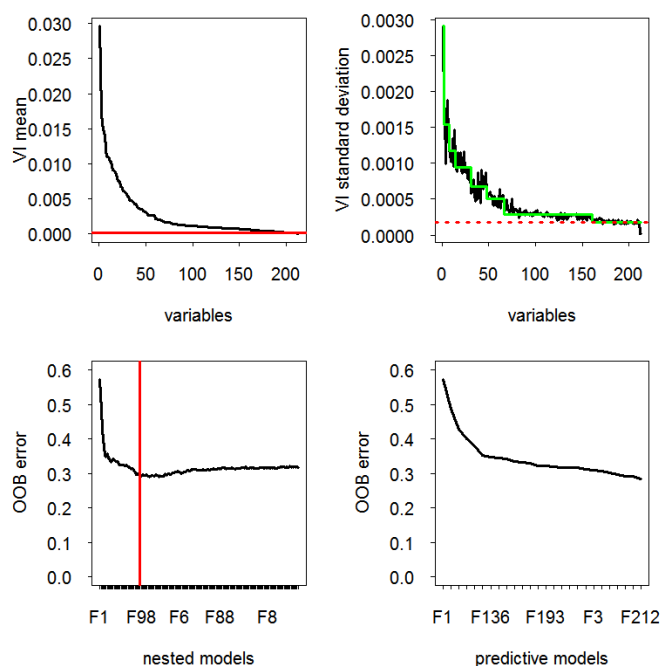 0.030
0.025
0.020
0.015
0.010
0.005
0.000
VI mean
0 50 100 150 200
variables
0.0030
0.0025
0.0020
0.0015
0.0010
0.0005
0.0000
VI standard deviation
0 50 100 150 200
variables
0.6
0.5
0.4
0.3
0.2
0.1
0.0
OOB error
F1 F98 F6 F88 F8
nested models
0.6
0.5
0.4
0.3
0.2
0.1
0.0
OOB error
F1 F136 F193 F3 F212
predictive models